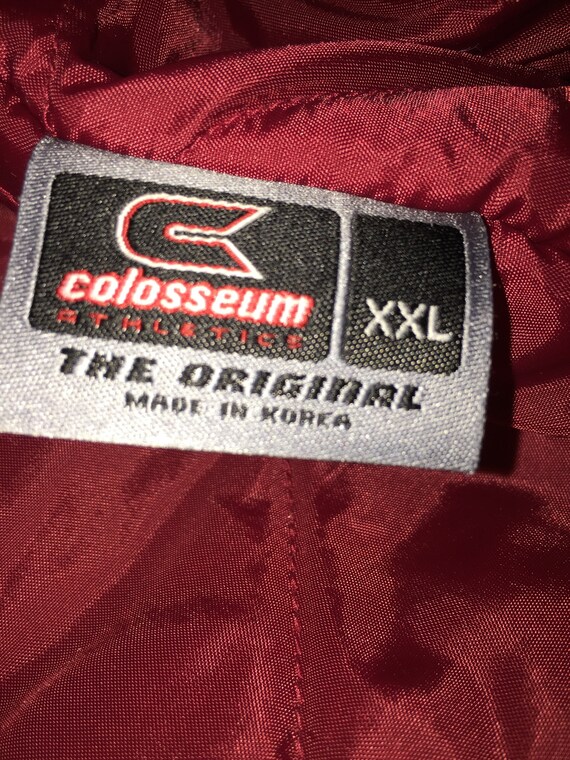 colosseum
ATHLETICS
XXL
THE ORIGINAL
MADE IN KOREA